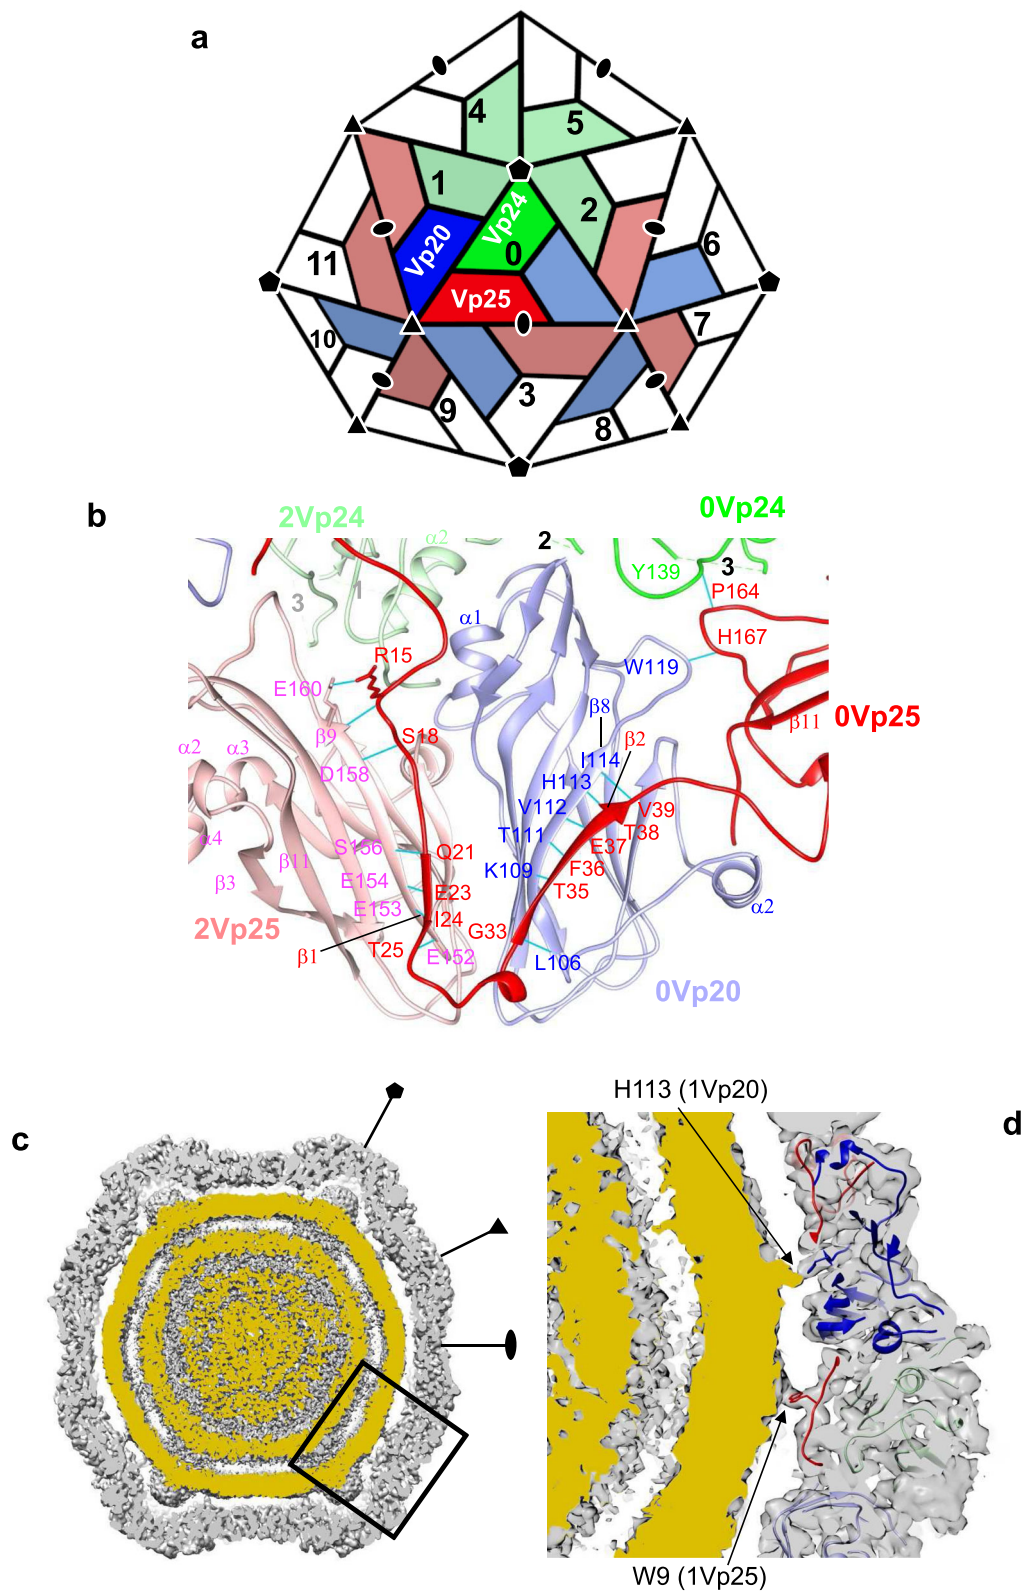 a
4
5
1
2
Vp24
0
Vp20
Vp25
6
11
7
10
3
9
8
b
2Vp24
0Vp24
α2
2
Y139
3
1
3
P164
α1
R15
H167
E160
W119
β8
0Vp25
β9
S18
β2
β11
I114
α2
α3
D158
H113
V39
V112
T38
α4
T111
E37
S156
Q21
β11
F36
β3
E154
K109
E23
T35
E153
I24
α2
2Vp25
G33
β1
T25
E152
L106
0Vp20
c
H113 (1Vp20)
d
W9 (1Vp25)